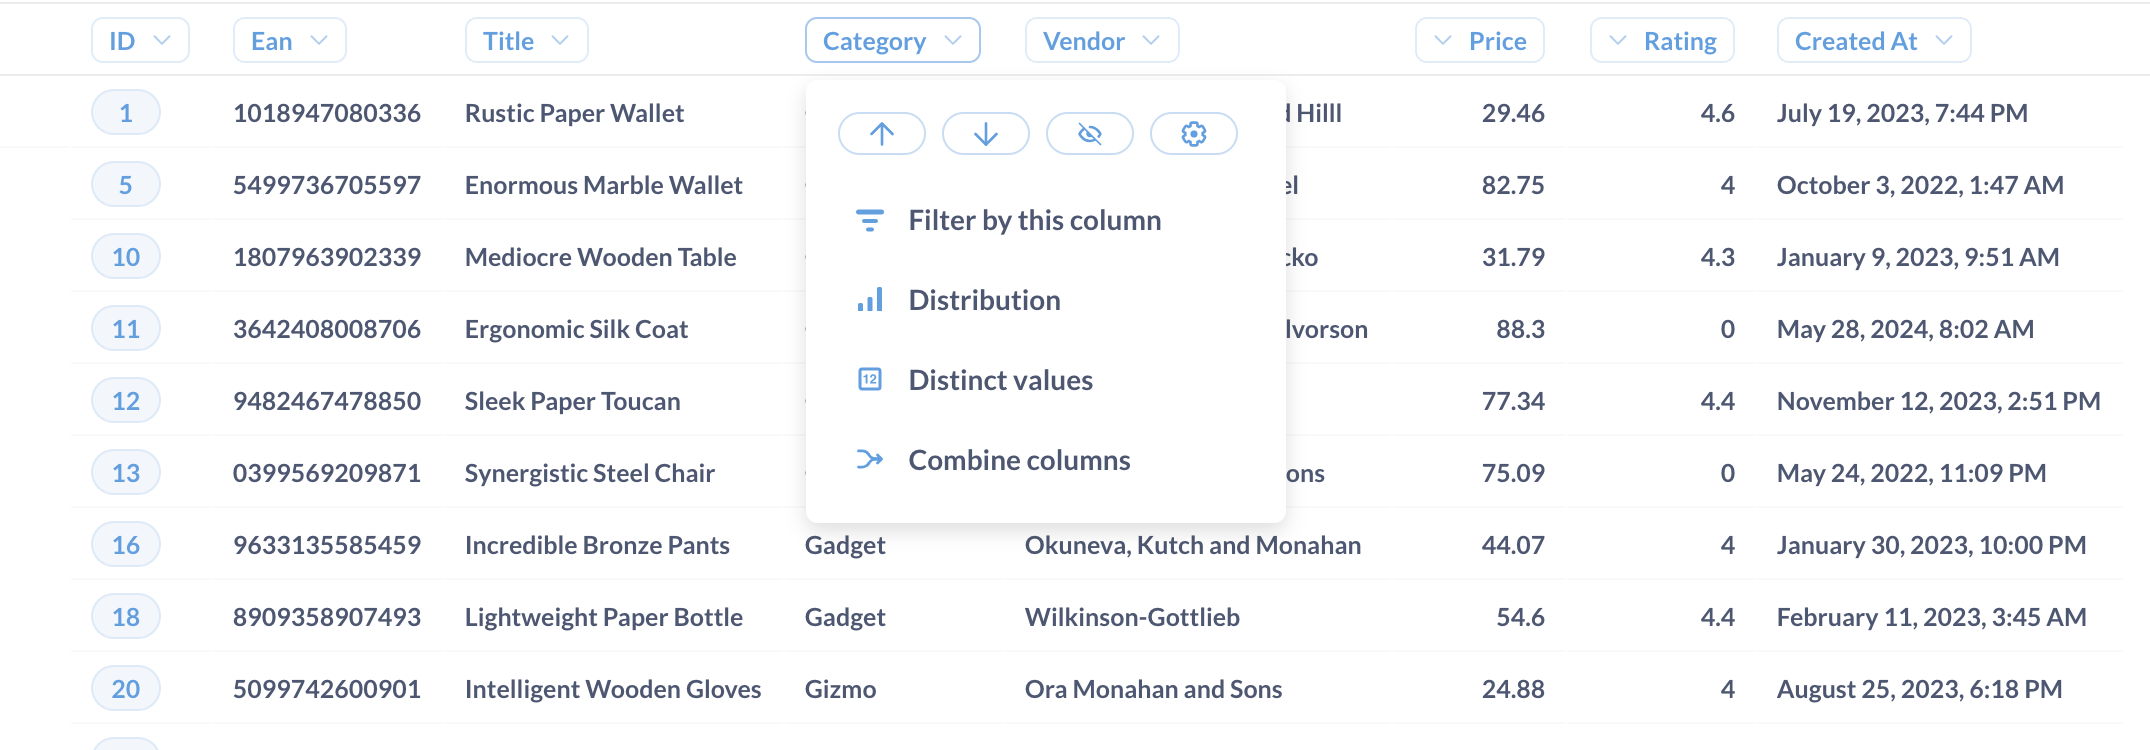 ID Ean Title Category Vendor Price Rating Created At
1 1018947080336 Rustic Paper Wallet Hilll 29.46 4.6 July 19, 2023, 7:44 PM
5 5499736705597 Enormous Marble Wallet 82.75 4 October 3, 2022, 1:47 AM
Filter by this column
10 1807963902339 Mediocre Wooden Table 31.79 4.3 January 9, 2023, 9:51 AM
Distribution
11 3642408008706 Ergonomic Silk Coat 88.3 0 May 28, 2024, 8:02 AM
12
Distinct values
12 9482467478850 Sleek Paper Toucan 77.34 4.4 November 12, 2023, 2:51 PM
Combine columns
13 0399569209871 Synergistic Steel Chair 75.09 0 May 24, 2022, 11:09 PM
16 9633135585459 Incredible Bronze Pants Gadget Okuneva, Kutch and Monahan 44.07 4 January 30, 2023, 10:00 PM
18 8909358907493 Lightweight Paper Bottle Gadget Wilkinson-Gottlieb 54.6 4.4 February 11, 2023, 3:45 AM
20 5099742600901 Intelligent Wooden Gloves Gizmo Ora Monahan and Sons 24.88 4 August 25, 2023, 6:18 PM